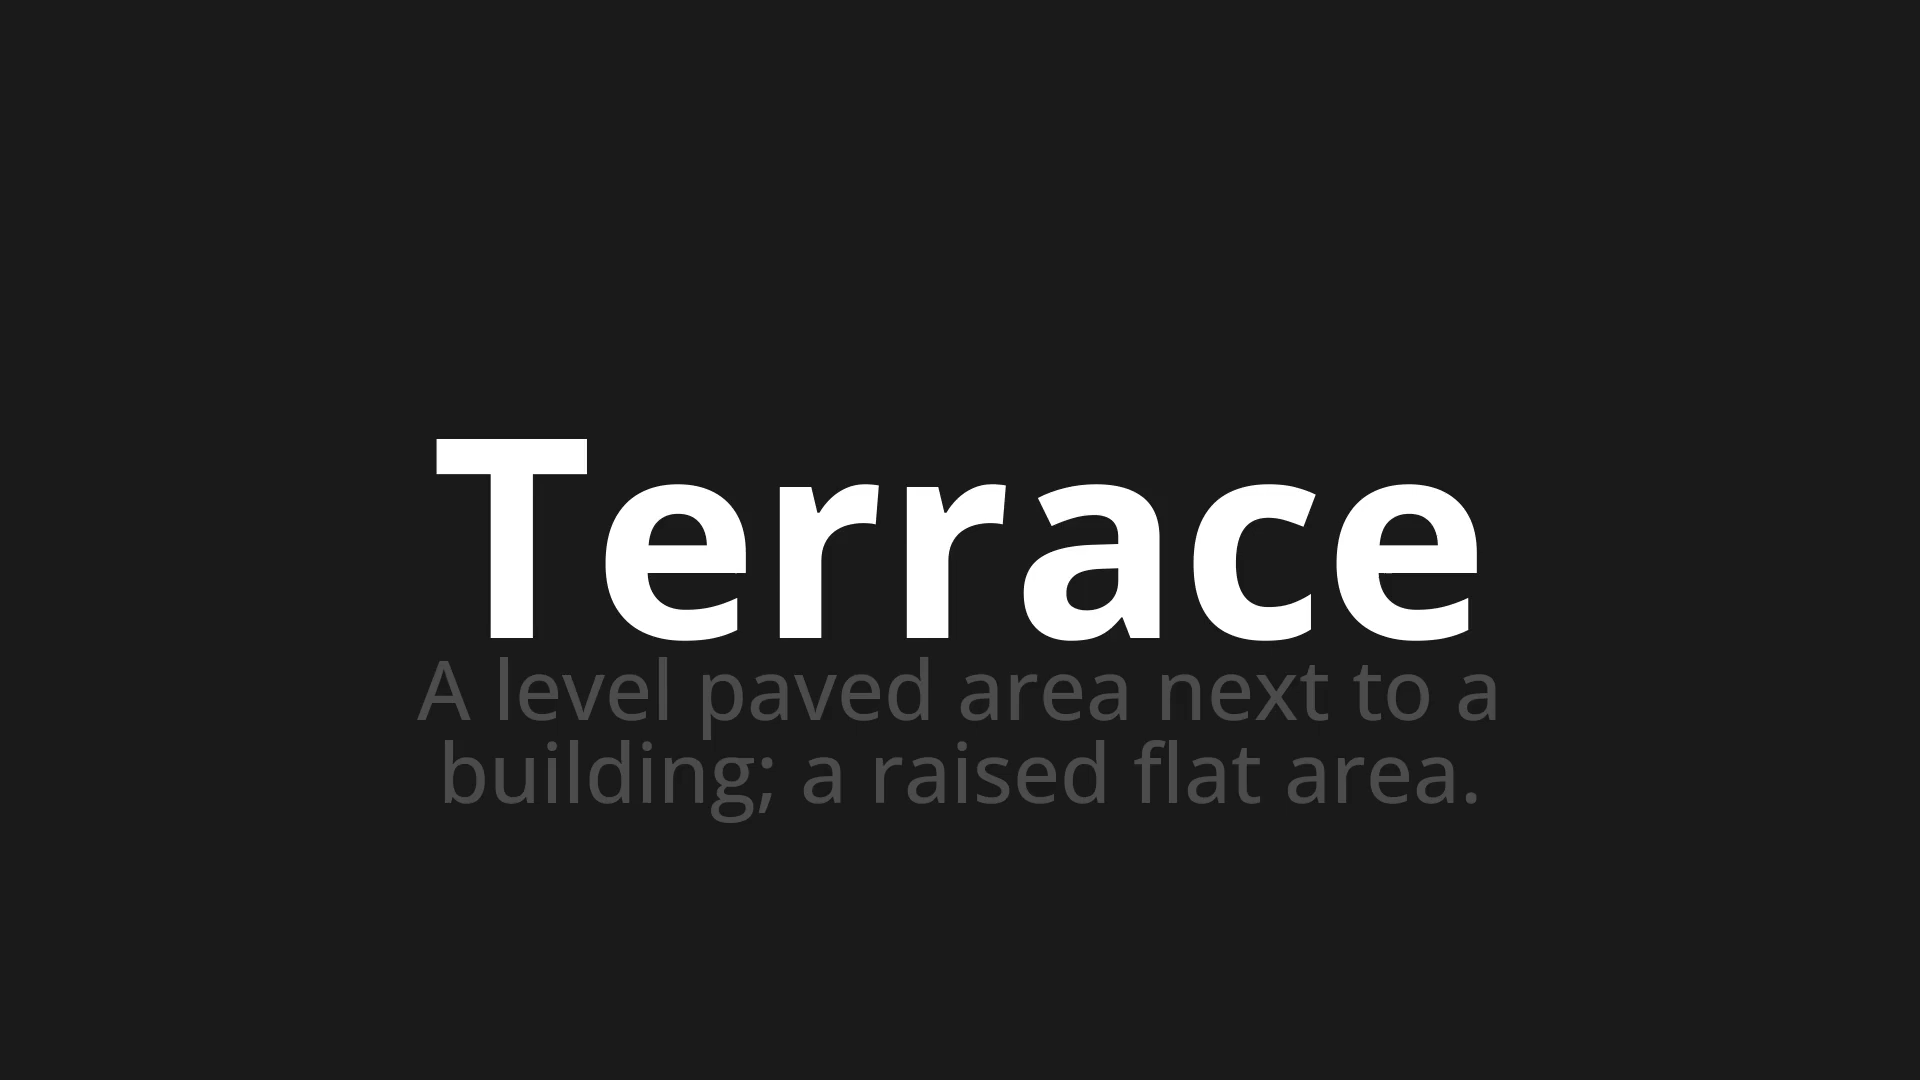 Terrace
A level paved area next to a
building; a raised flat area.